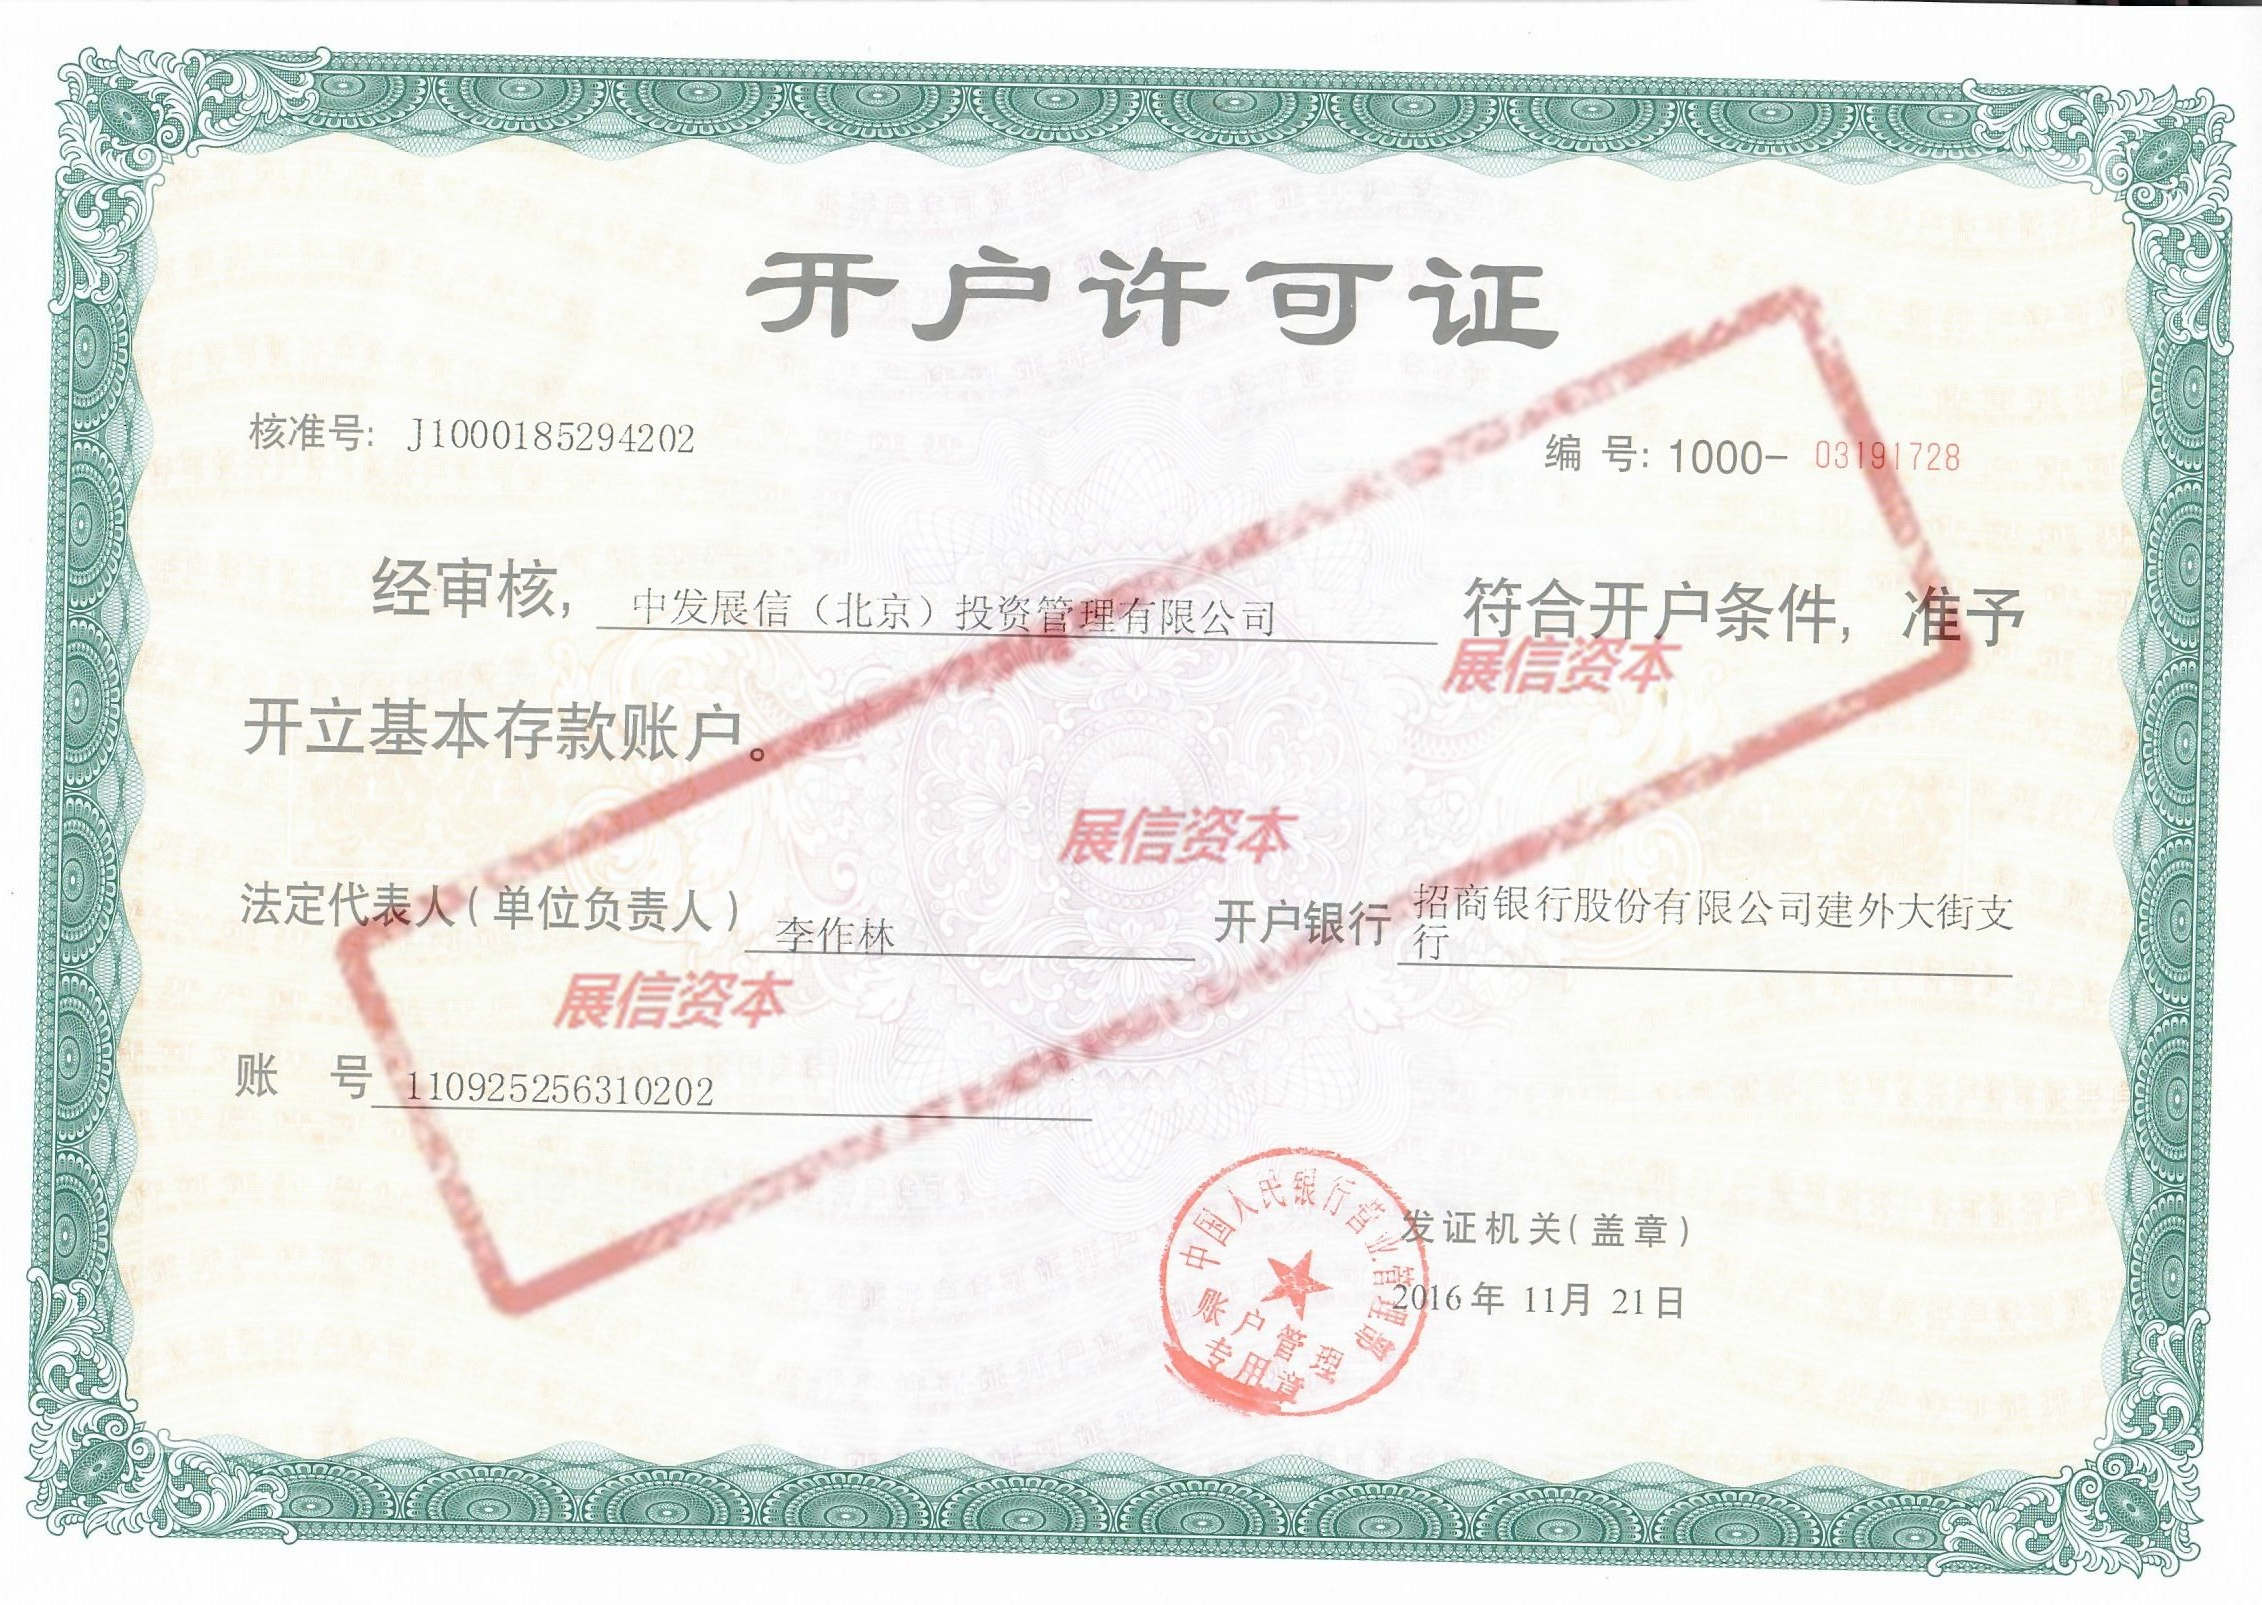 开户许可证
核准号: J1000185294202 编 号: 1000- 03191728
经审核, 中发展信（北京）投资管理有限公司 符合开户条件, 准予
展信资本
开立基本存款账户。
展信资本
法定代表人(单位负责人) 李作林 开户银行 招商银行股份有限公司建外大街支
行
展信资本
账 号 110925256310202
中国人民银行营业管理部
账户管理
专用章
发证机关(盖章)
2016年 11月 21日